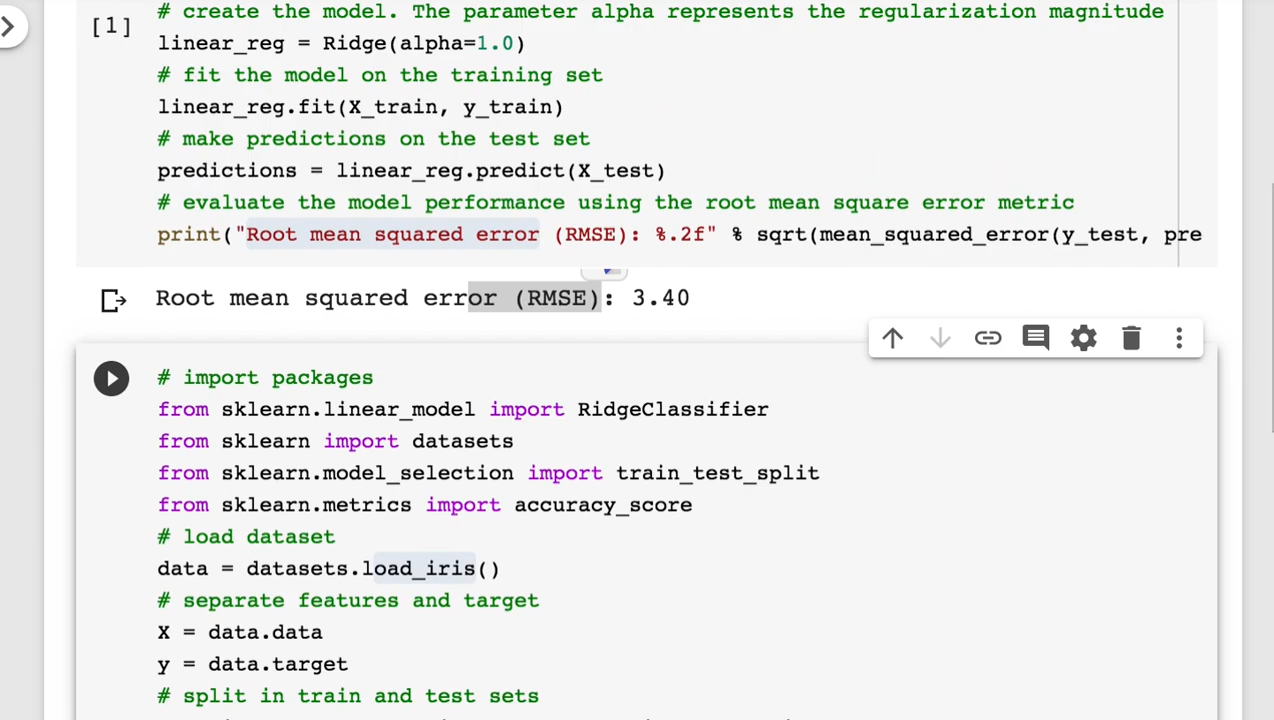 # create the model. The parameter alpha represents the regularization magnitude
[1]
linear_reg = Ridge(alpha=1.0)
# fit the model on the training set
linear_reg.fit(X_train, y_train)
# make predictions on the test set
predictions = linear_reg.predict(X_test)
# evaluate the model performance using the root mean square error metric
print("Root mean squared error (RMSE): %.2f" % sqrt(mean_squared_error(y_test, pre
Root mean squared error (RMSE): 3.40
# import packages
from sklearn.linear_model import RidgeClassifier
from sklearn import datasets
from sklearn.model_selection import train_test_split
from sklearn.metrics import accuracy_score
# load dataset
data = datasets.load_iris()
# separate features and target
X = data.data
y = data.target
# split in train and test sets